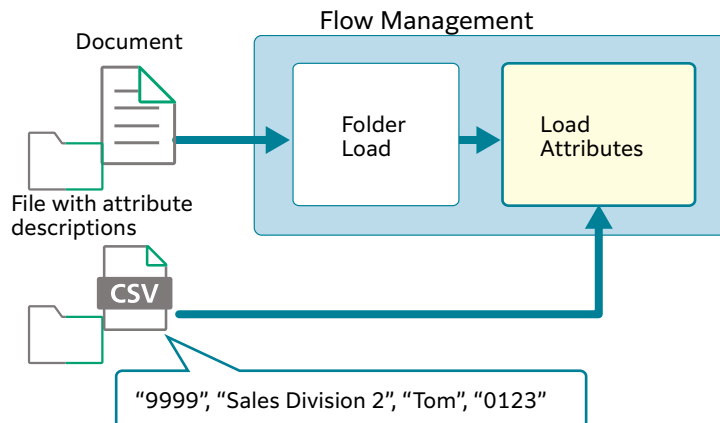 Flow Management
Document
Folder
Load
Load
Attributes
File with attribute
descriptions
CSV
“9999”, “Sales Division 2”, “Tom”, “0123”